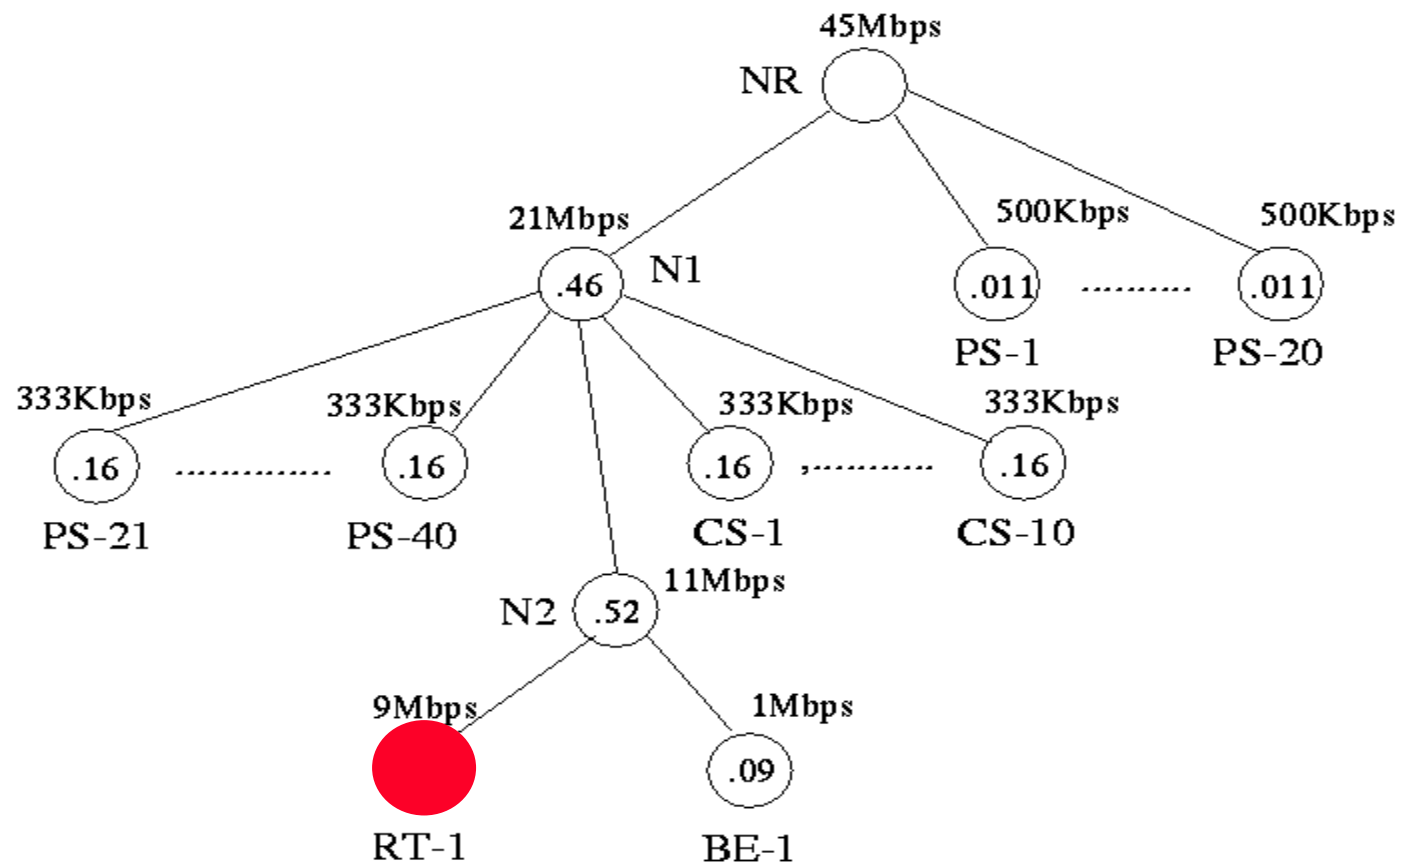 45Mbps
NR
21Mbps
500Kbps
500Kbps
.46
N1
.011
..........
.011
PS-1
PS-20
333Kbps
333Kbps
333Kbps
333Kbps
.16
..............
.16
.16
,...........
.16
PS-21
PS-40
CS-1
CS-10
N2
.52
11Mbps
9Mbps
1Mbps
.09
RT-1
BE-1